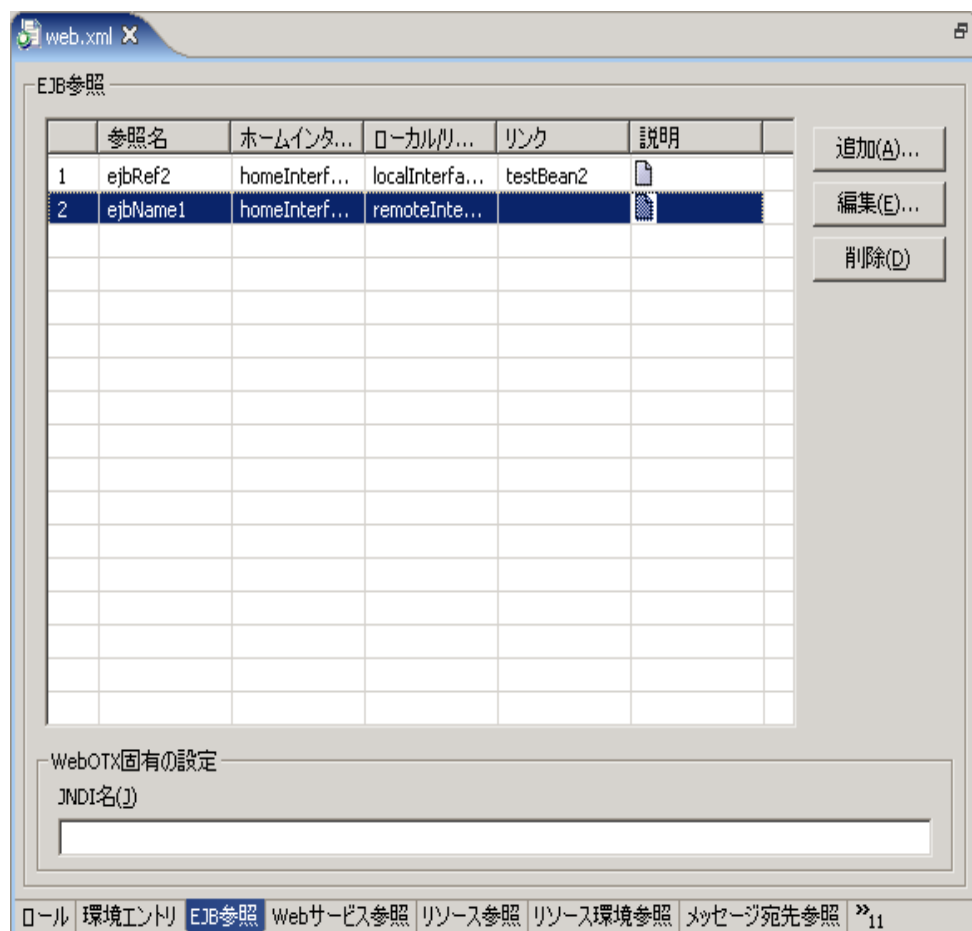 web.xml
EJB参照
参照名 ホームインタ... ローカル/リ... リンク 説明
1 ejbRef2 homeInterf... localInterfa... testBean2
2 ejbName1 homeInterf... remoteInte...
追加(A)...
編集(E)...
削除(D)
WebOTX固有の設定
JNDI名(J)
ロール 環境エントリ EJB参照 Webサービス参照 リソース参照 リソース環境参照 メッセージ宛先参照 »11